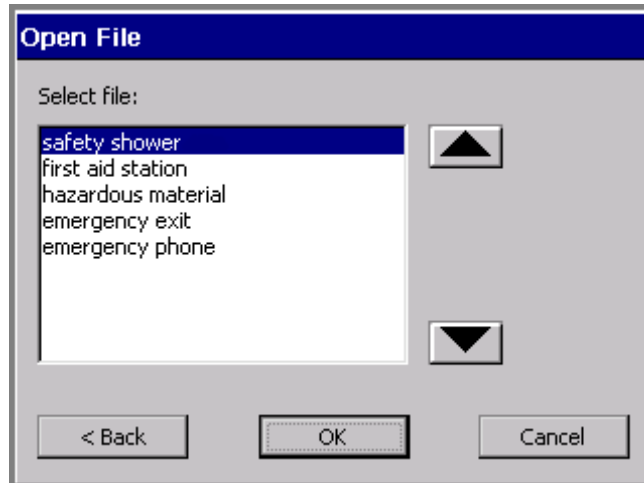 Open File
Select file:
safety shower
first aid station
hazardous material
emergency exit
emergency phone
< Back
OK
Cancel